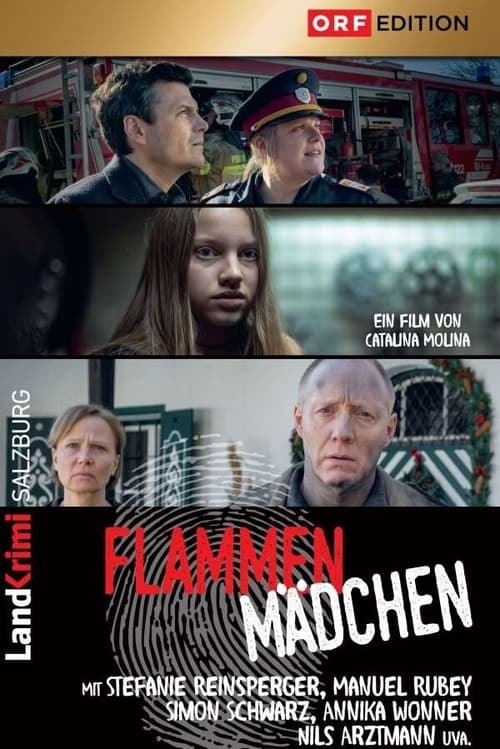 ORF EDITION
EIN FILM VON
CATALINA MOLINA
LandKrimi SALZBURG
FLAMMEN
MÄDCHEN
MIT STEFANIE REINSPERGER, MANUEL RUBEY
SIMON SCHWARZ, ANNIKA WONNER
NILS ARZTMANN UVA.